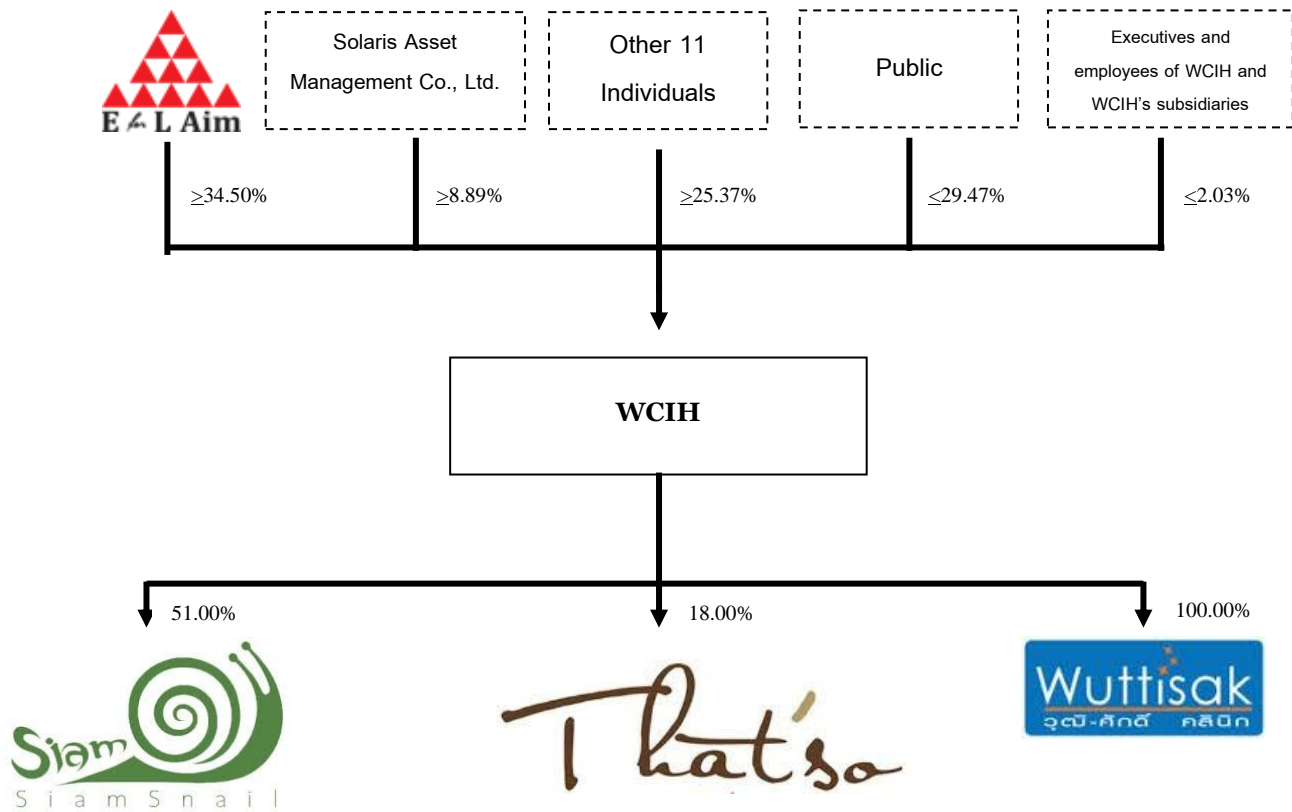 E for L Aim
Solaris Asset
Management Co., Ltd.
Other 11
Individuals
Public
Executives and
employees of WCIH and
WCIH's subsidiaries
≥34.50%
≥8.89%
≥25.37%
≤29.47%
≤2.03%
WCIH
51.00%
18.00%
100.00%
Siam
SiamSnail
That'so
Wuttisak
วุฒิ-ศักดิ์ คลินิก